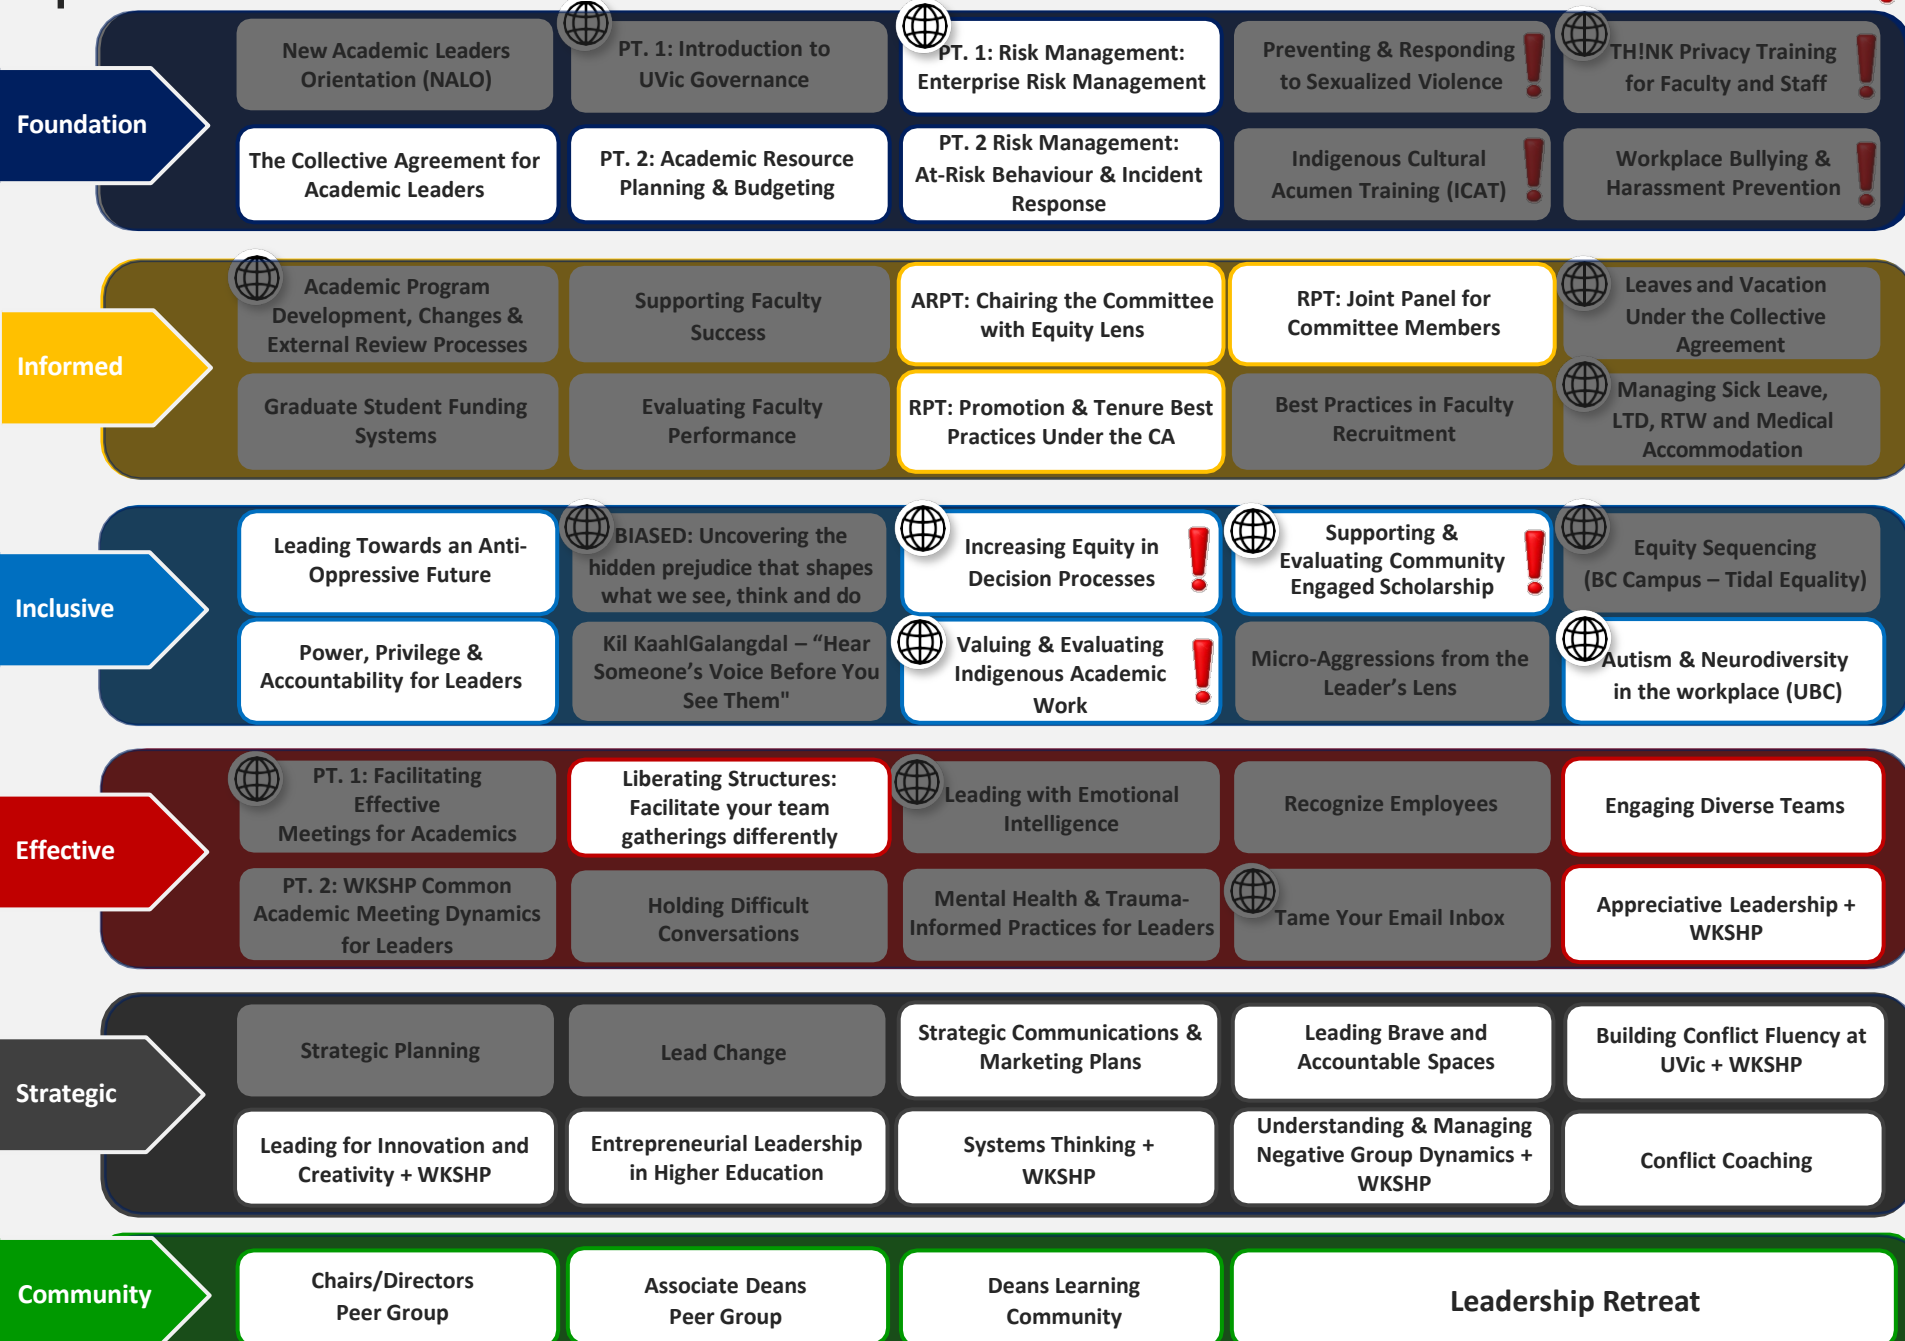 Foundation
New Academic Leaders
Orientation (NALO)
PT. 1: Introduction to
UVic Governance
PT. 1: Risk Management:
Enterprise Risk Management
Preventing & Responding
to Sexualized Violence
TH!NK Privacy Training
for Faculty and Staff
The Collective Agreement for
Academic Leaders
PT. 2: Academic Resource
Planning & Budgeting
PT. 2 Risk Management:
At-Risk Behaviour & Incident
Response
Indigenous Cultural
Acumen Training (ICAT)
Workplace Bullying &
Harassment Prevention
Informed
Academic Program
Development, Changes &
External Review Processes
Supporting Faculty
Success
ARPT: Chairing the Committee
with Equity Lens
RPT: Joint Panel for
Committee Members
Leaves and Vacation
Under the Collective
Agreement
Graduate Student Funding
Systems
Evaluating Faculty
Performance
RPT: Promotion & Tenure Best
Practices Under the CA
Best Practices in Faculty
Recruitment
Managing Sick Leave,
LTD, RTW and Medical
Accommodation
Inclusive
Leading Towards an Anti-
Oppressive Future
BIASED: Uncovering the
hidden prejudice that shapes
what we see, think and do
Increasing Equity in
Decision Processes
Supporting &
Evaluating Community
Engaged Scholarship
Equity Sequencing
(BC Campus – Tidal Equality)
Power, Privilege &
Accountability for Leaders
Kil KaahlGalangdal – “Hear
Someone’s Voice Before You
See Them"
Valuing & Evaluating
Indigenous Academic
Work
Micro-Aggressions from the
Leader’s Lens
Autism & Neurodiversity
in the workplace (UBC)
Effective
PT. 1: Facilitating
Effective
Meetings for Academics
Liberating Structures:
Facilitate your team
gatherings differently
Leading with Emotional
Intelligence
Recognize Employees
Engaging Diverse Teams
PT. 2: WKSHP Common
Academic Meeting Dynamics
for Leaders
Holding Difficult
Conversations
Mental Health & Trauma-
Informed Practices for Leaders
Tame Your Email Inbox
Appreciative Leadership +
WKSHP
Strategic
Strategic Planning
Lead Change
Strategic Communications &
Marketing Plans
Leading Brave and
Accountable Spaces
Building Conflict Fluency at
UVic + WKSHP
Leading for Innovation and
Creativity + WKSHP
Entrepreneurial Leadership
in Higher Education
Systems Thinking +
WKSHP
Understanding & Managing
Negative Group Dynamics +
WKSHP
Conflict Coaching
Community
Chairs/Directors
Peer Group
Associate Deans
Peer Group
Deans Learning
Community
Leadership Retreat